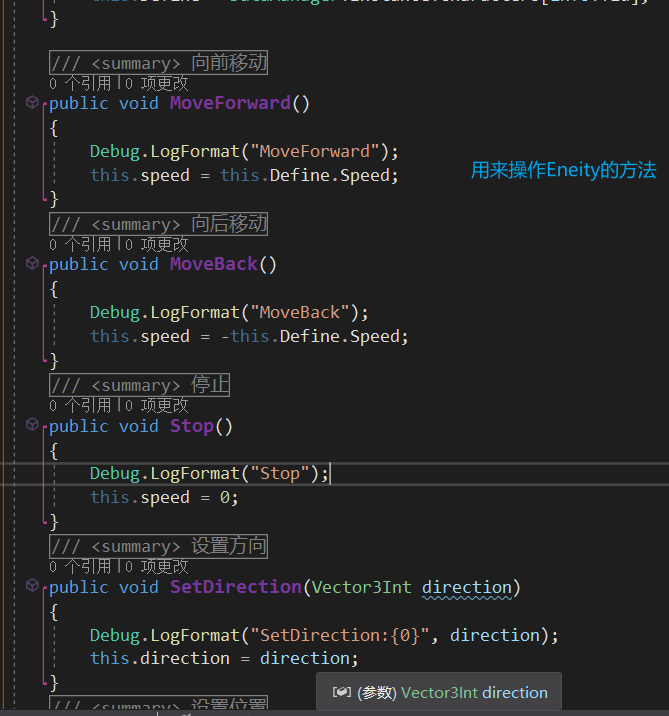 }
/// <summary> 向前移动
0 个引用 | 0 项更改
public void MoveForward()
{
Debug.LogFormat("MoveForward");
this.speed = this.Define.Speed;
用来操作Eneity的方法
}
/// <summary> 向后移动
0 个引用 | 0 项更改
public void MoveBack()
{
Debug.LogFormat("MoveBack");
this.speed = -this.Define.Speed;
}
/// <summary> 停止
0 个引用 | 0 项更改
public void Stop()
{
Debug.LogFormat("Stop");
this.speed = 0;
}
/// <summary> 设置方向
0 个引用 | 0 项更改
public void SetDirection(Vector3Int direction)
{
Debug.LogFormat("SetDirection:{0}", direction);
this.direction = direction;
}
(参数) Vector3Int direction
/// <summary> 设置位置